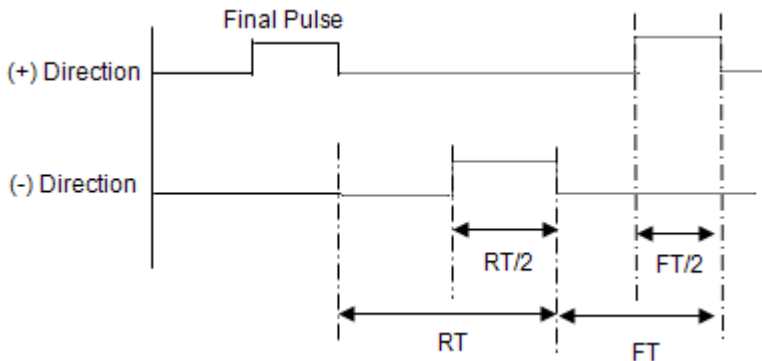 Final Pulse
(+) Direction
(-) Direction
RT/2
FT/2
RT
FT